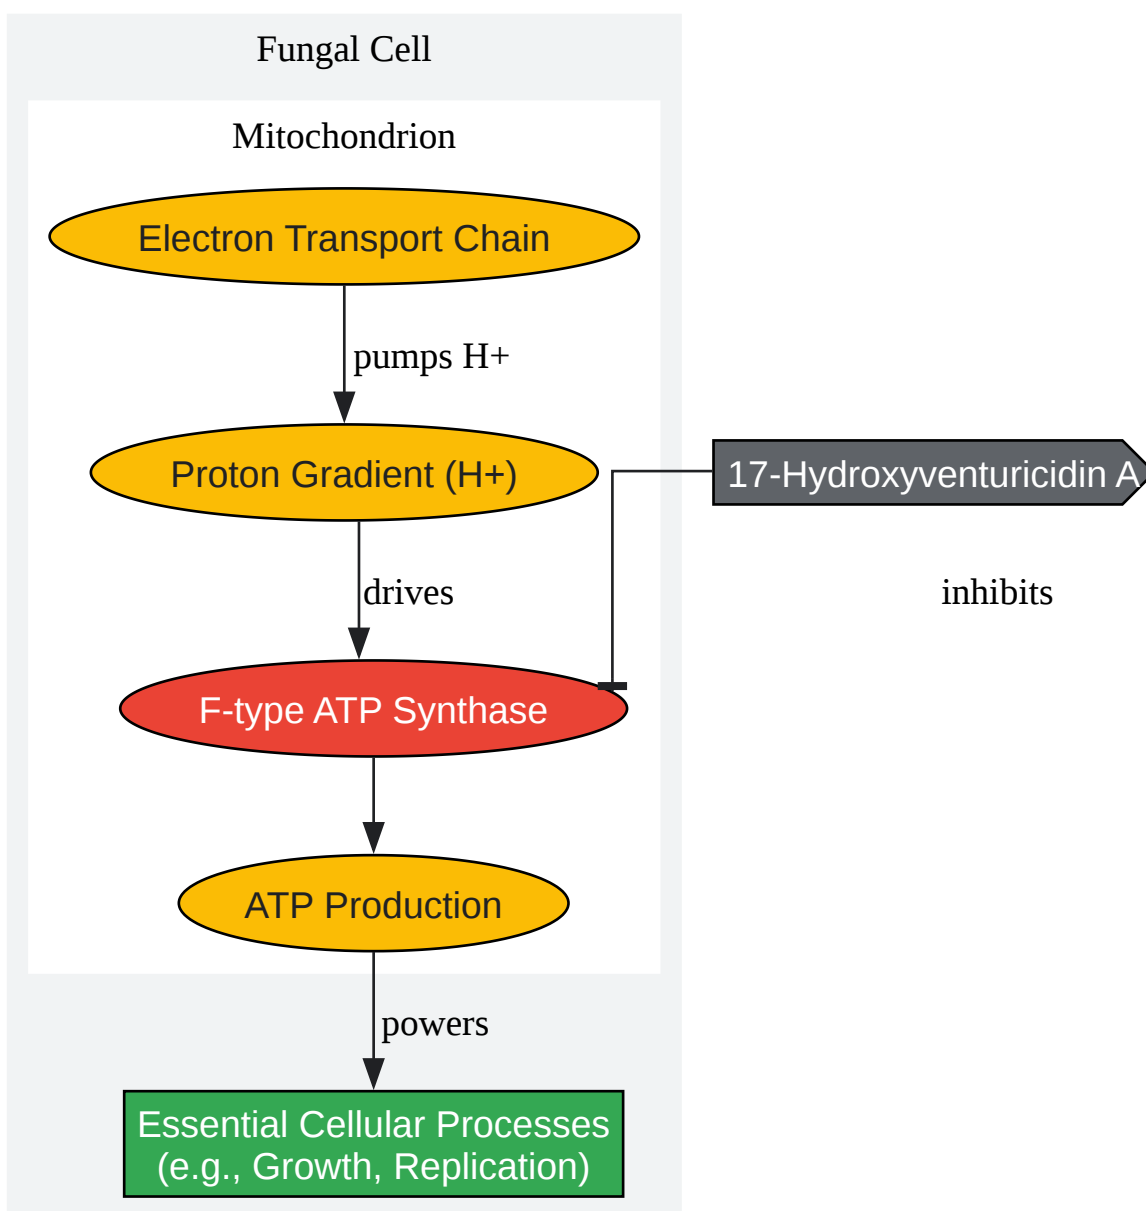 Fungal Cell
Mitochondrion
Electron Transport Chain
pumps H+
Proton Gradient (H+)
17-Hydroxyventuricidin A
drives
inhibits
F-type ATP Synthase
ATP Production
powers
Essential Cellular Processes
(e.g., Growth, Replication)